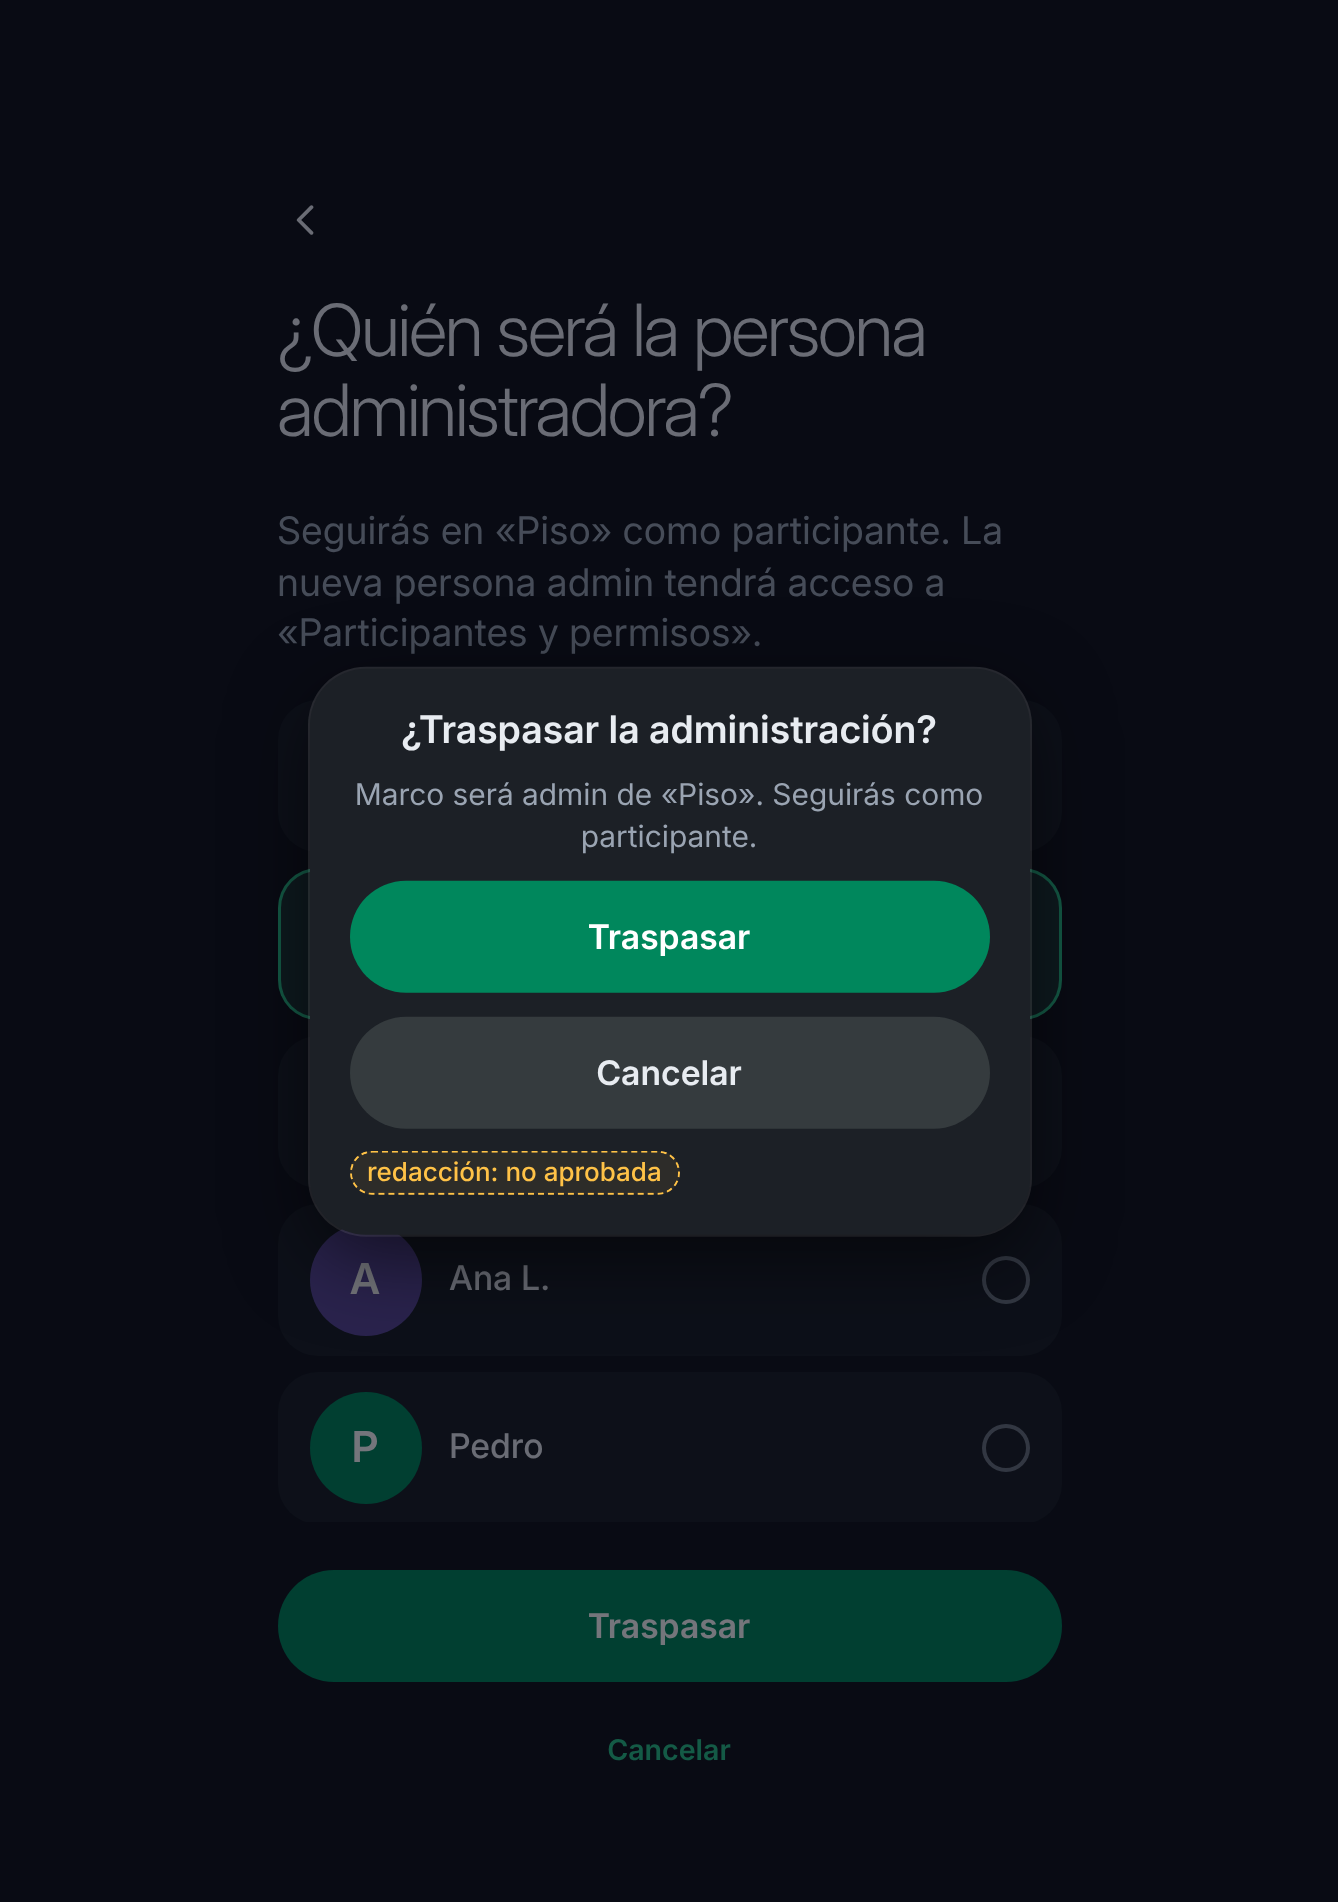 ¿Quién será la persona
administradora?
Seguirás en «Piso» como participante. La
nueva persona admin tendrá acceso a
«Participantes y permisos».
¿Traspasar la administración?
Marco será admin de «Piso». Seguirás como
participante.
Traspasar
Cancelar
redacción: no aprobada
A
Ana L.
P
Pedro
Traspasar
Cancelar